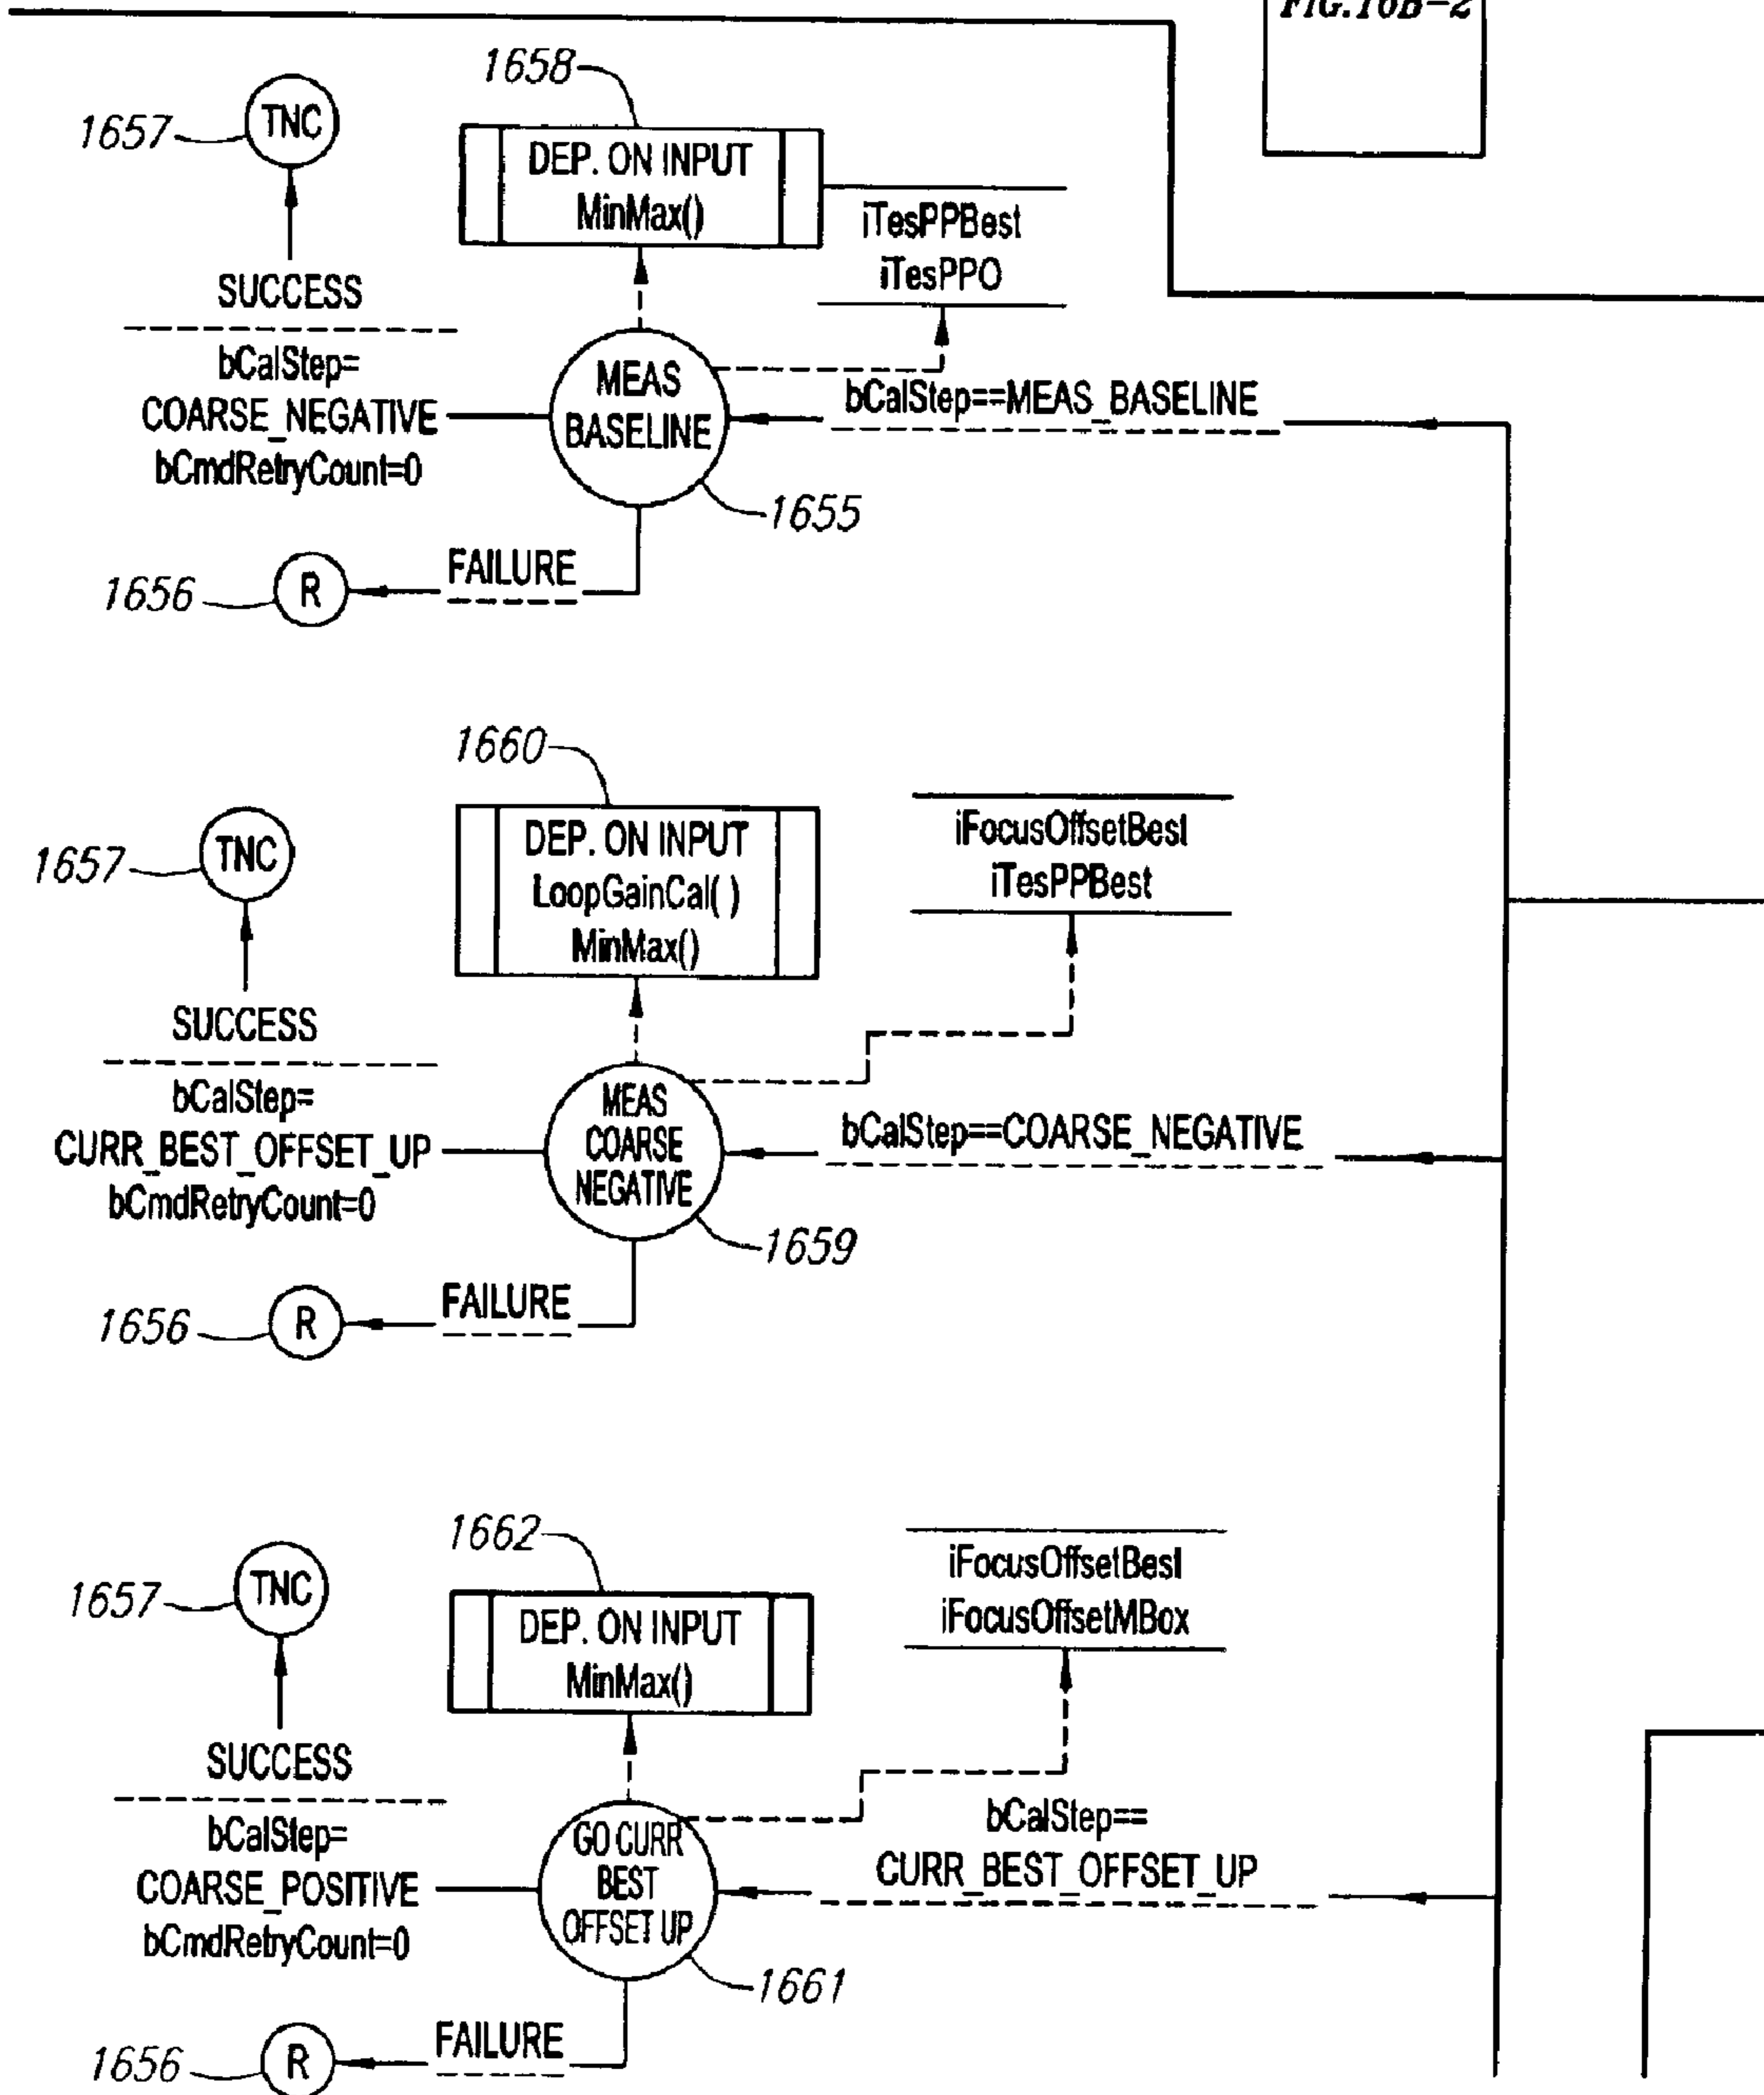 FIG.16B-2
1658
1657
TNC
DEP. ON INPUT
MinMax()
iTesPPBest
iTesPPO
SUCCESS
bCalStep=
COARSE_NEGATIVE
bCmdRetryCount=0
MEAS
BASELINE
bCalStep==MEAS_BASELINE
1655
FAILURE
1656
R
1660
1657
TNC
DEP. ON INPUT
LoopGainCal( )
MinMax()
iFocusOffsetBest
iTesPPBest
SUCCESS
bCalStep=
CURR_BEST_OFFSET_UP
bCmdRetryCount=0
MEAS
COARSE
NEGATIVE
bCalStep==COARSE_NEGATIVE
1659
FAILURE
1656
R
1662
1657
TNC
DEP. ON INPUT
MinMax()
iFocusOffsetBest
iFocusOffsetMBox
SUCCESS
bCalStep=
COARSE_POSITIVE
bCmdRetryCount=0
GO CURR
BEST
OFFSET UP
bCalStep==
CURR_BEST_OFFSET_UP
1661
FAILURE
1656
R